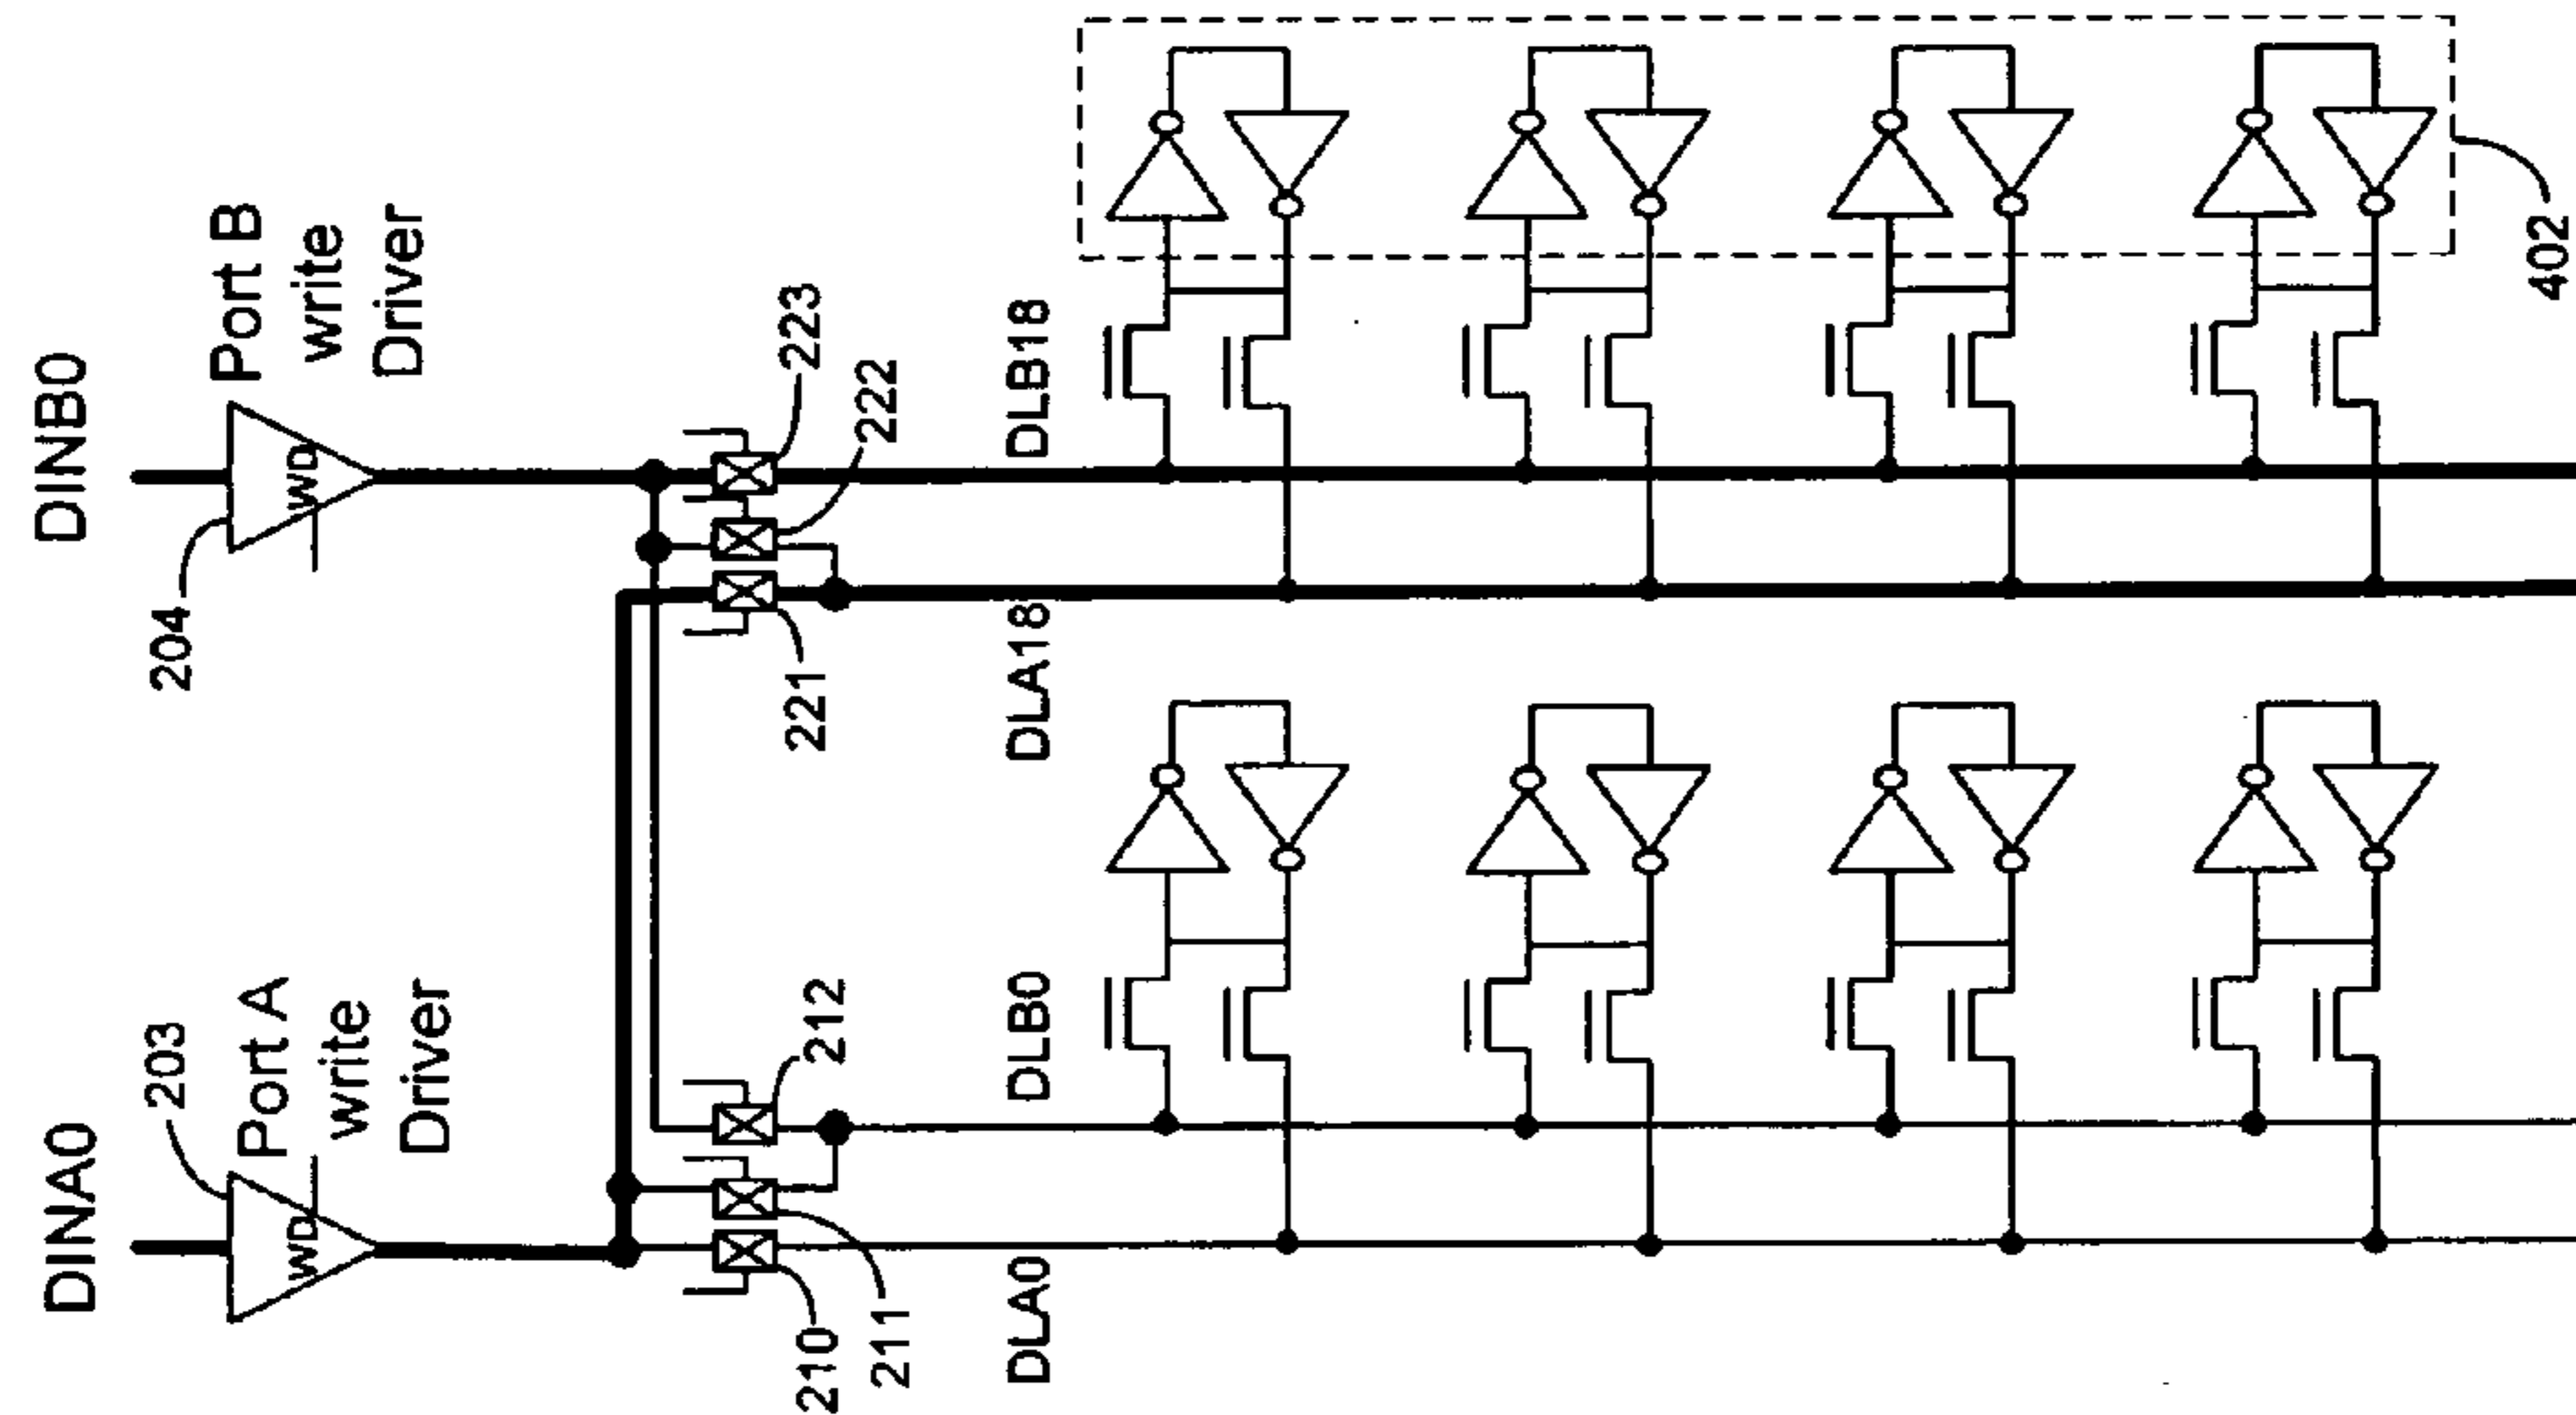 DINA0
203
WD
Port A
write
Driver
DINB0
204
WD
Port B
write
Driver
210
211
212
221
222
223
DLA0
DLB0
DLA18
DLB18
402